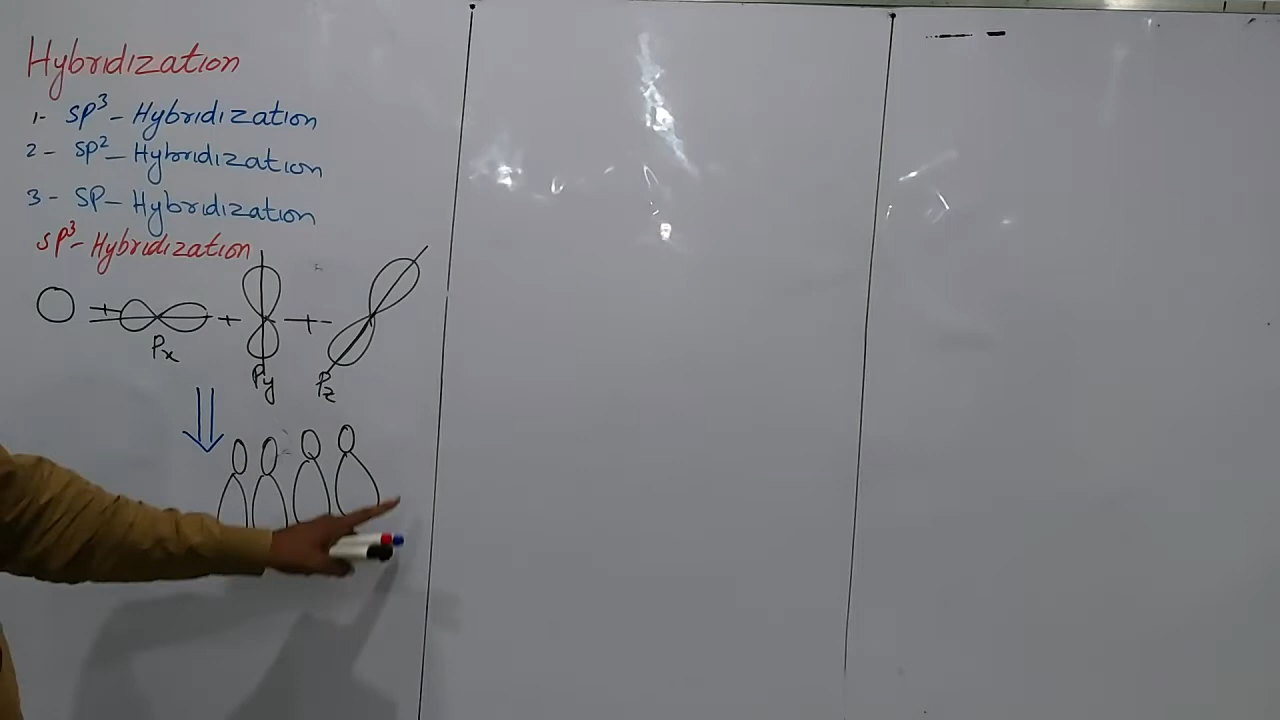 Hybridization
1- sp³- Hybridization
2- sp²- Hybridization
3- SP- Hybridization
sp³- Hybridization
+ + +
Px
Py Pz